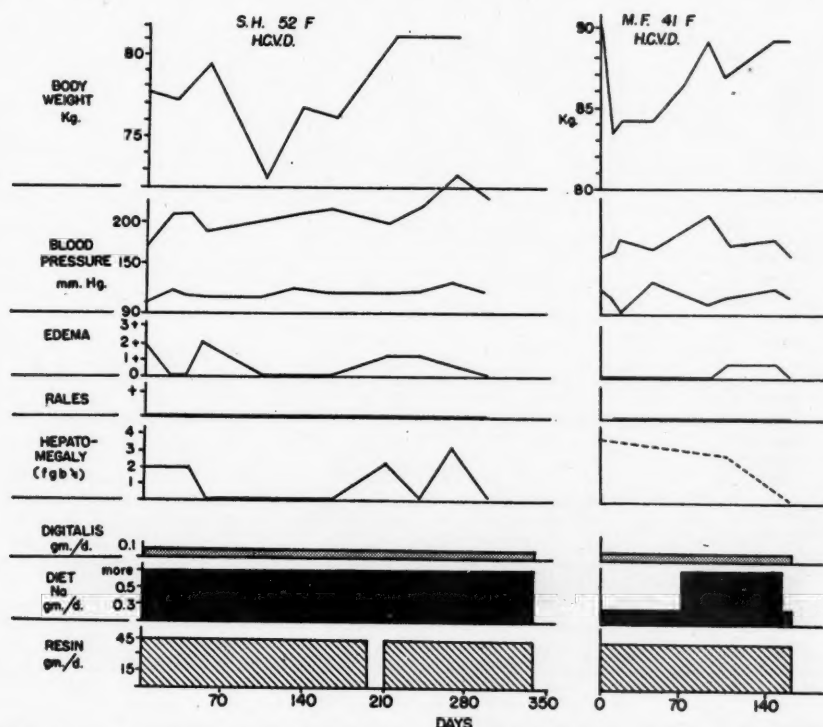 S.H. 52 F
H.C.V.D.
M.F. 41 F
H.C.V.D.
BODY
WEIGHT
Kg.
80
75
Kg.
90
85
80
BLOOD
PRESSURE
mm. Hg.
200
150
90
EDEMA
3+
2+
1+
0
RALES
+
HEPATO-
MEGALY
4
3
2
1
DIGITALIS
gm./d.
0.1
DIET
Na
gm./d.
more
0.5
0.3
RESIN
gm./d.
45
15
70
140
210
280
350
70
140
DAYS